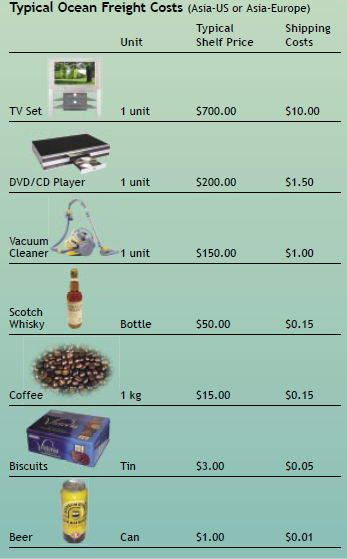 Typical Ocean Freight Costs (Asia-US or Asia-Europe)
Unit Typical Shelf Price Shipping Costs
TV Set 1 unit $700.00 $10.00
DVD/CD Player 1 unit $200.00 $1.50
Vacuum Cleaner 1 unit $150.00 $1.00
Scotch Whisky Bottle $50.00 $0.15
Coffee 1 kg $15.00 $0.15
Biscuits Tin $3.00 $0.05
Beer Can $1.00 $0.01